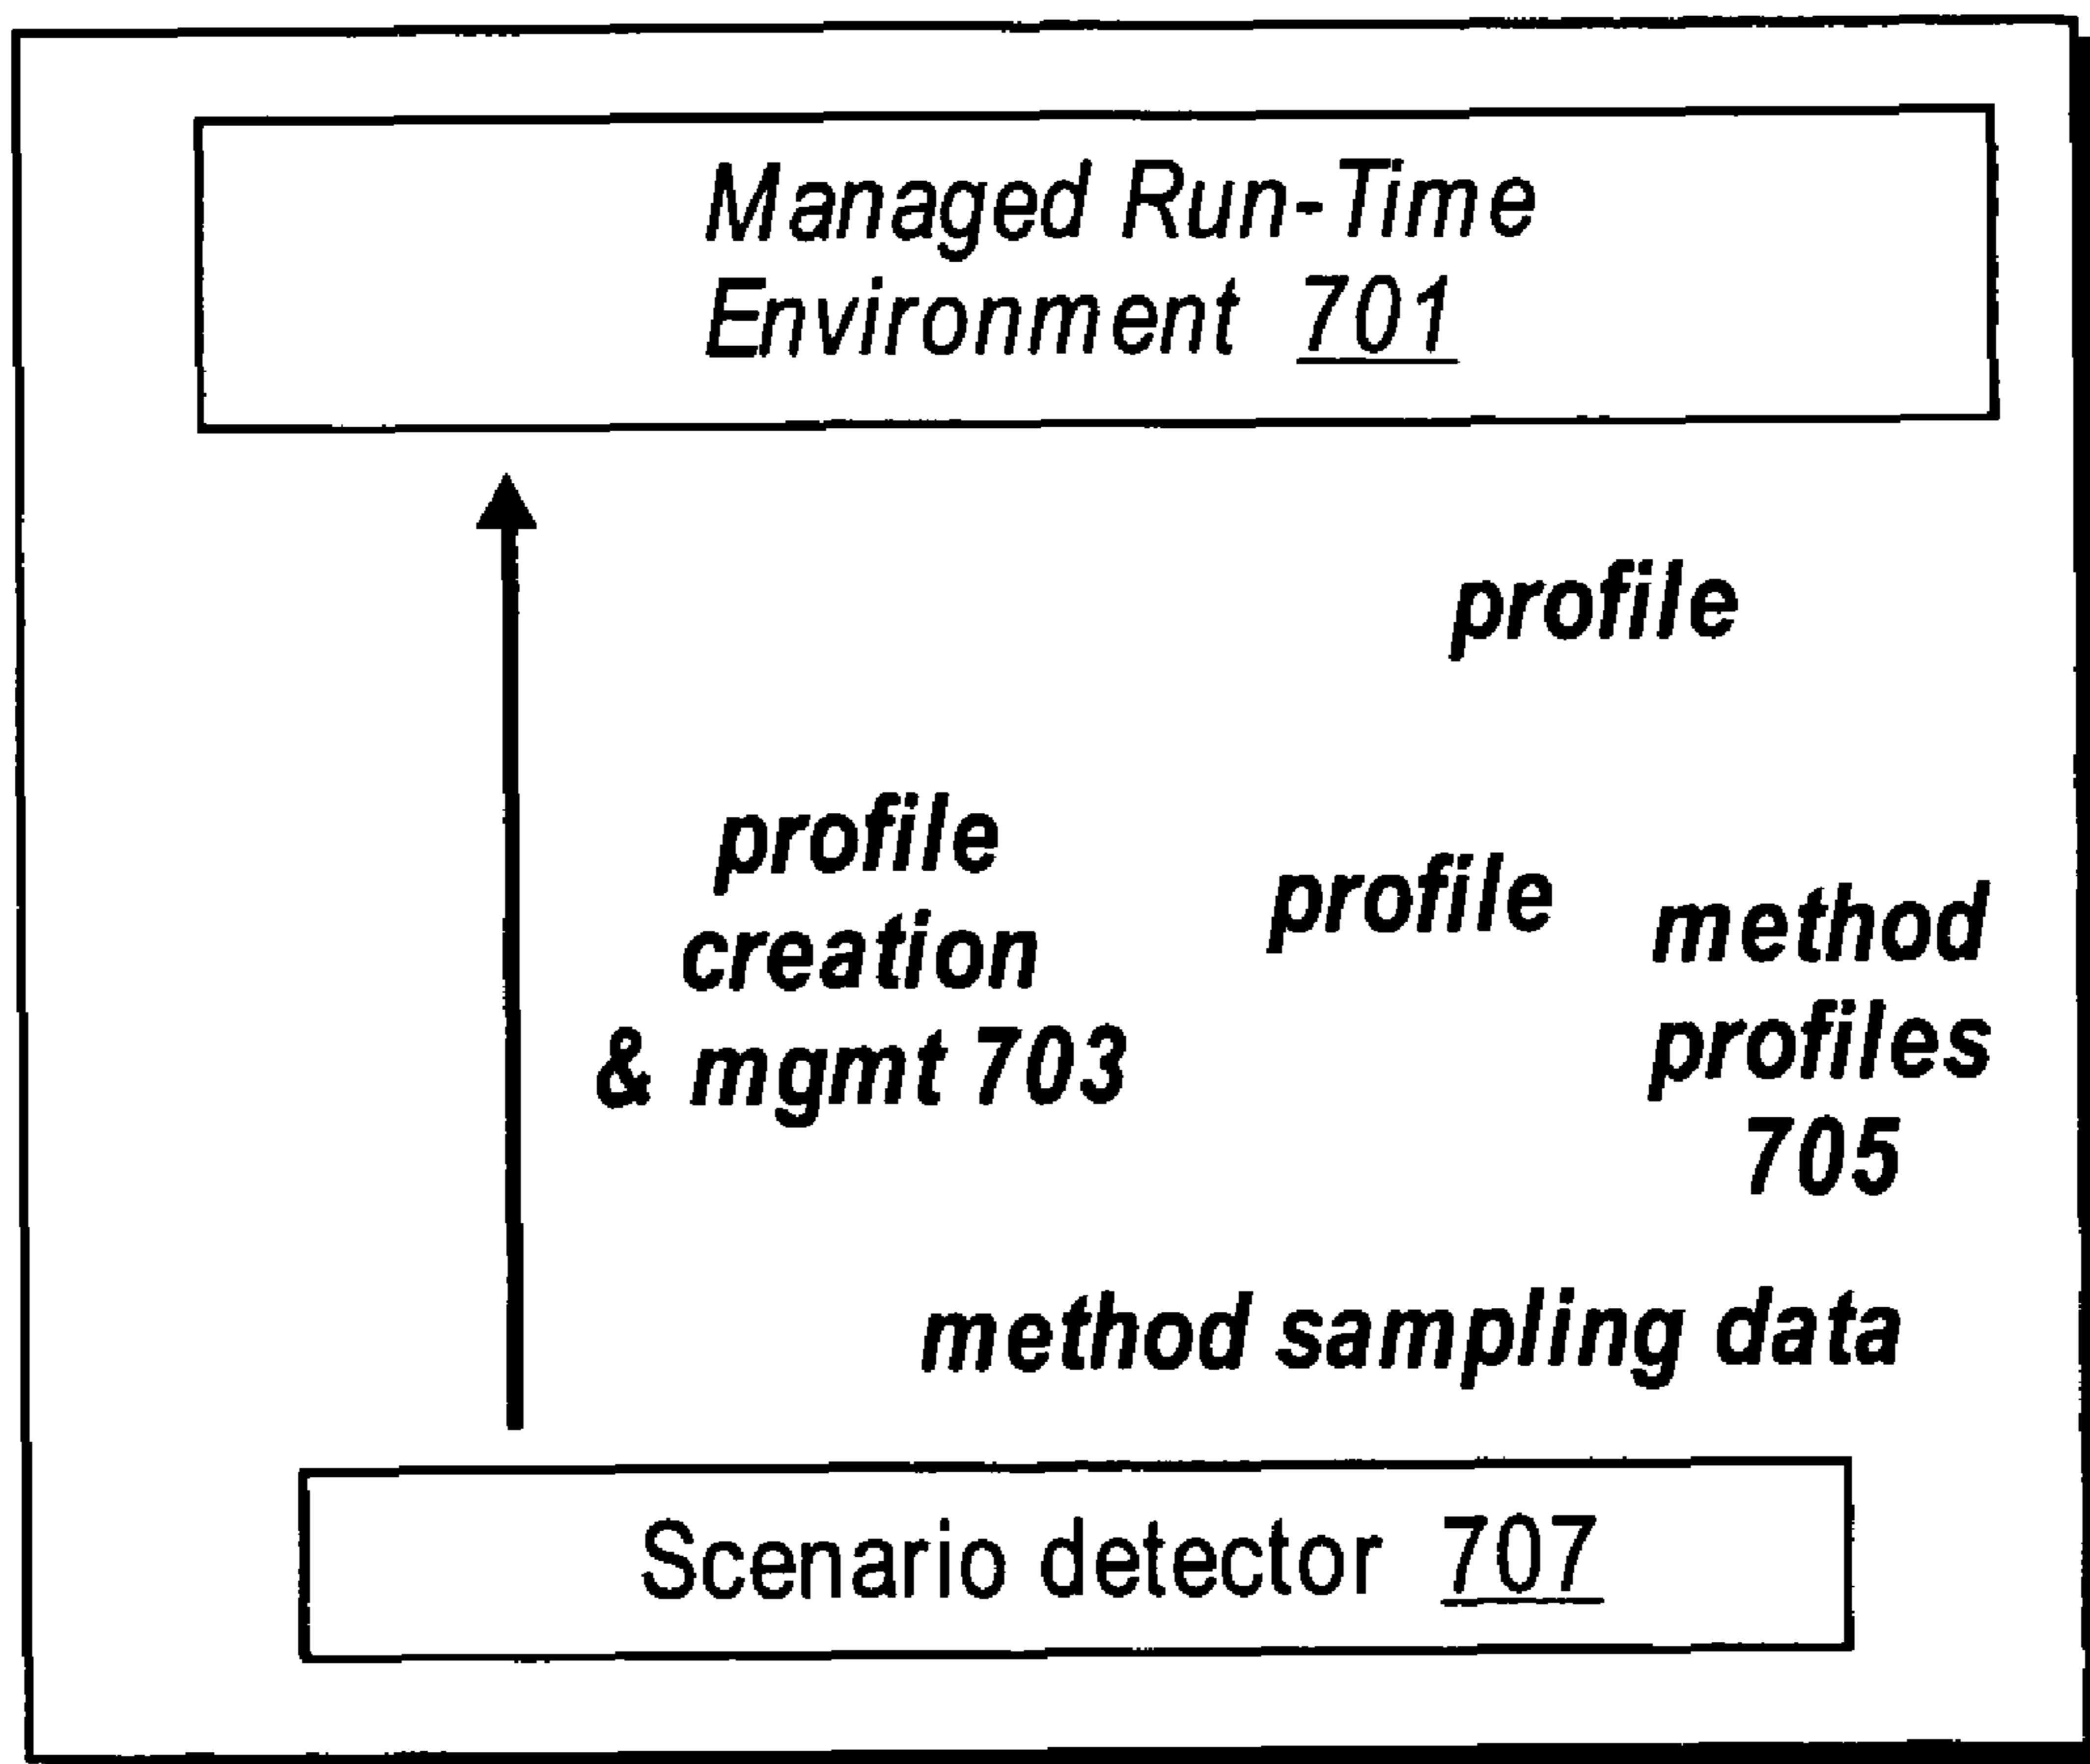 Managed Run-Time
Environment 701
profile
profile
creation
& mgmt 703
profile
method
profiles
705
method sampling data
Scenario detector 707